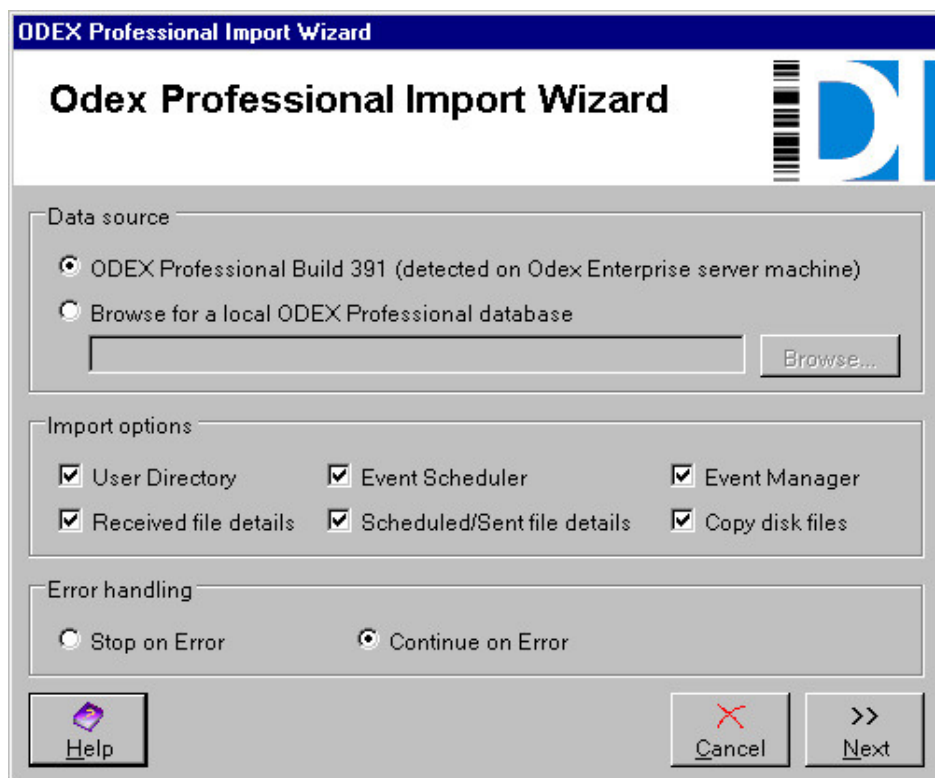 ODEX Professional Import Wizard
Odex Professional Import Wizard
D
Data source
ODEX Professional Build 391 (detected on Odex Enterprise server machine)
Browse for a local ODEX Professional database
Browse...
Import options
User Directory Event Scheduler Event Manager
Received file details Scheduled/Sent file details Copy disk files
Error handling
Stop on Error Continue on Error
>>
Help Cancel Next